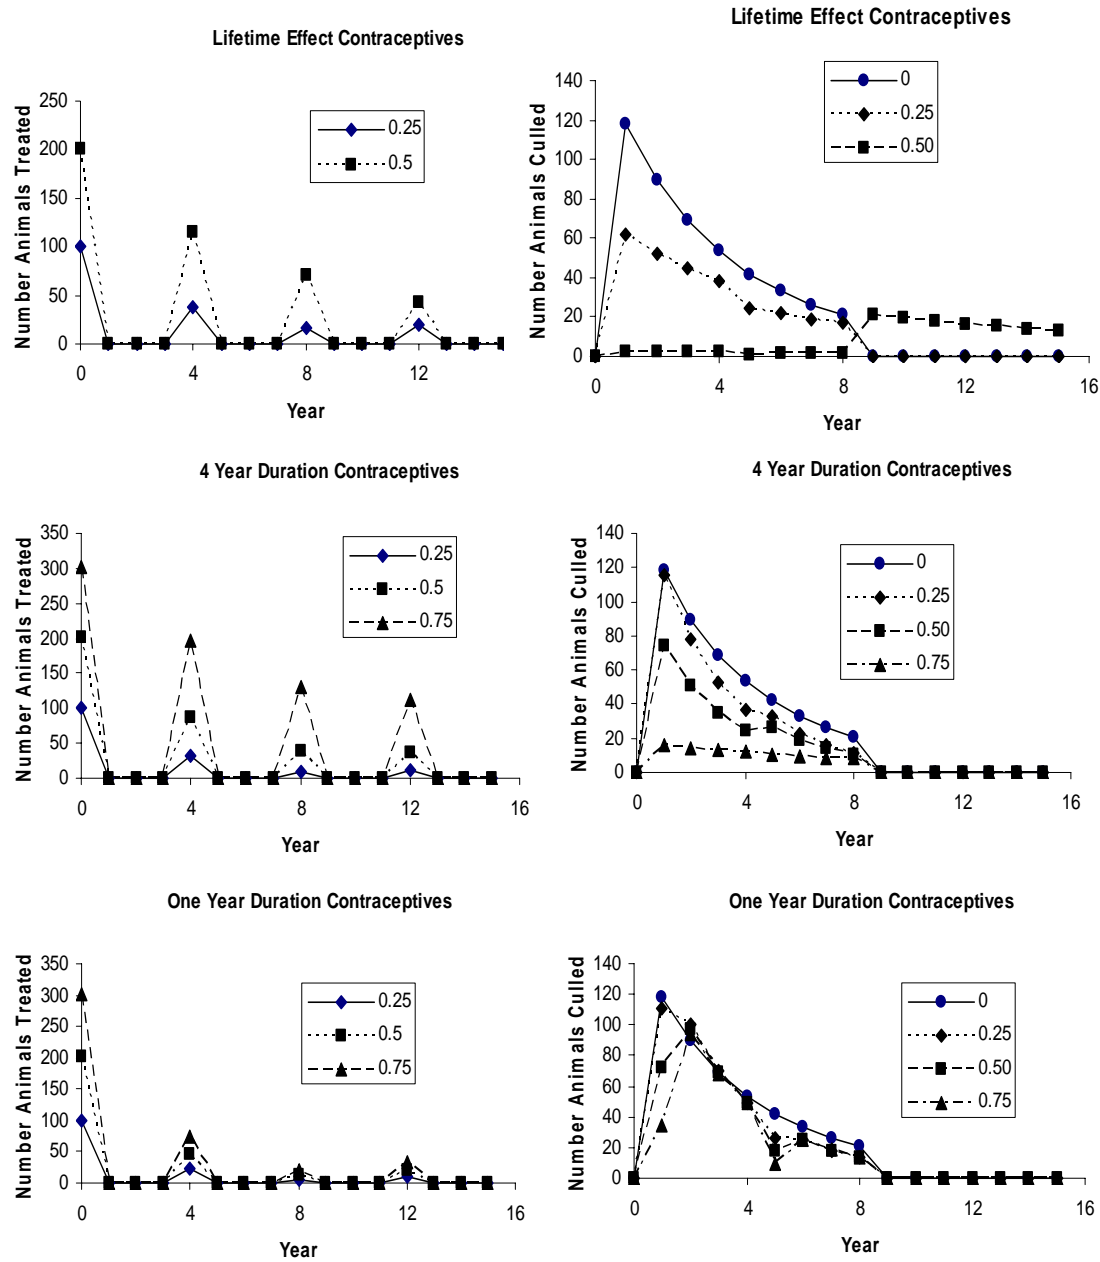 Lifetime Effect Contraceptives
Number Animals Treated
250
200
150
100
50
0
0.25
0.5
0 4 8 12
Year
Lifetime Effect Contraceptives
Number Animals Culled
140
120
100
80
60
40
20
0
0
0.25
0.50
0 4 8 12 16
Year
4 Year Duration Contraceptives
Number Animals Treated
350
300
250
200
150
100
50
0
0.25
0.5
0.75
0 4 8 12 16
Year
4 Year Duration Contraceptives
Number Animals Culled
140
120
100
80
60
40
20
0
0
0.25
0.50
0.75
0 4 8 12 16
Year
One Year Duration Contraceptives
Number Animals Treated
350
300
250
200
150
100
50
0
0.25
0.5
0.75
0 4 8 12 16
Year
One Year Duration Contraceptives
Number Animals Culled
140
120
100
80
60
40
20
0
0
0.25
0.50
0.75
0 4 8 12 16
Year